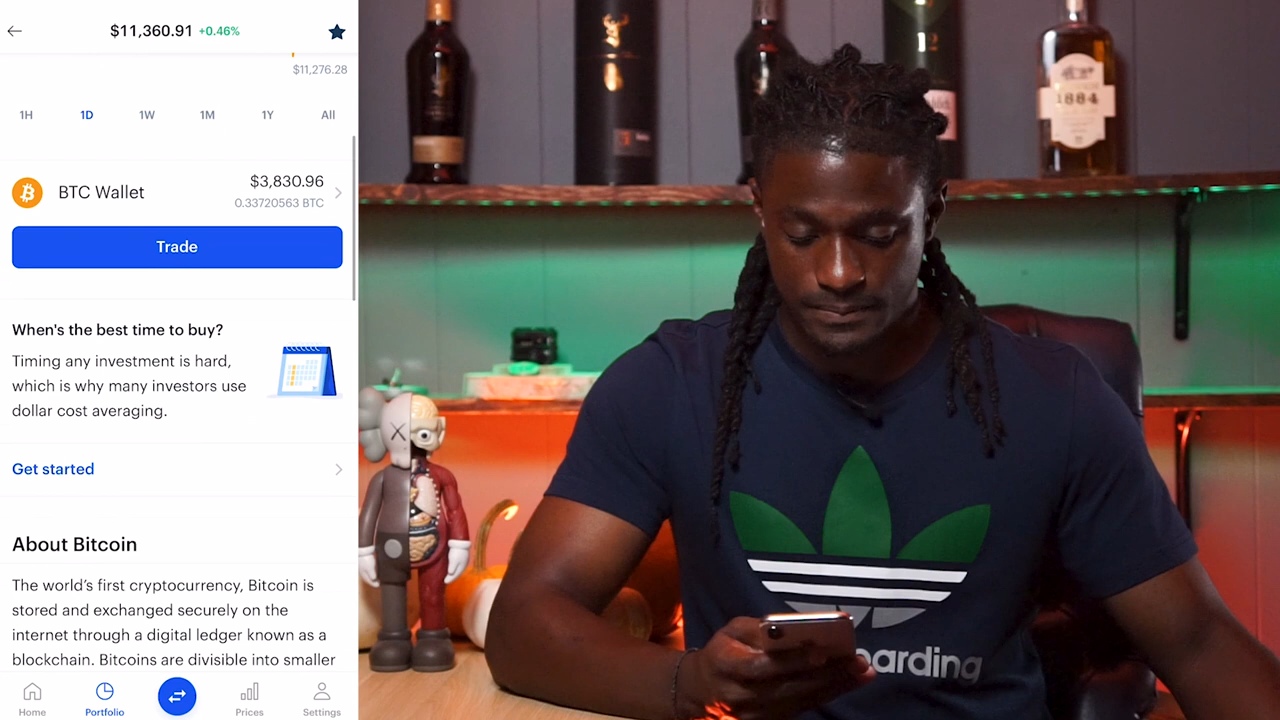 $11,360.91 +0.46%
$11,276.28
1H 1D 1W 1M 1Y All
BTC Wallet
$3,830.96
0.33720563 BTC
Trade
When's the best time to buy?
Timing any investment is hard,
which is why many investors use
dollar cost averaging.
Get started
About Bitcoin
The world's first cryptocurrency, Bitcoin is
stored and exchanged securely on the
internet through a digital ledger known as a
blockchain. Bitcoins are divisible into smaller
Home Portfolio Prices Settings
12
1884
oarding